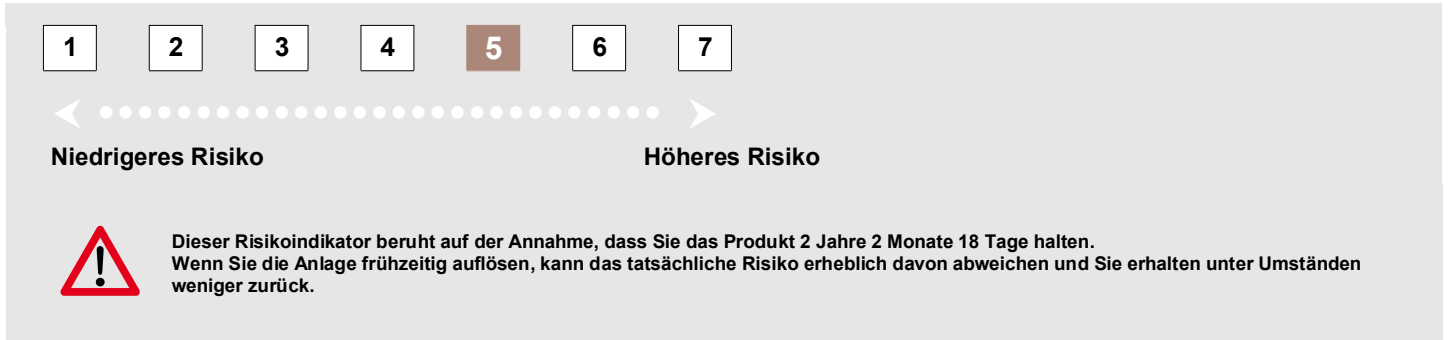 1 2 3 4 5 6 7
Niedrigeres Risiko Höheres Risiko
Dieser Risikoindikator beruht auf der Annahme, dass Sie das Produkt 2 Jahre 2 Monate 18 Tage halten.
Wenn Sie die Anlage frühzeitig auflösen, kann das tatsächliche Risiko erheblich davon abweichen und Sie erhalten unter Umständen
weniger zurück.